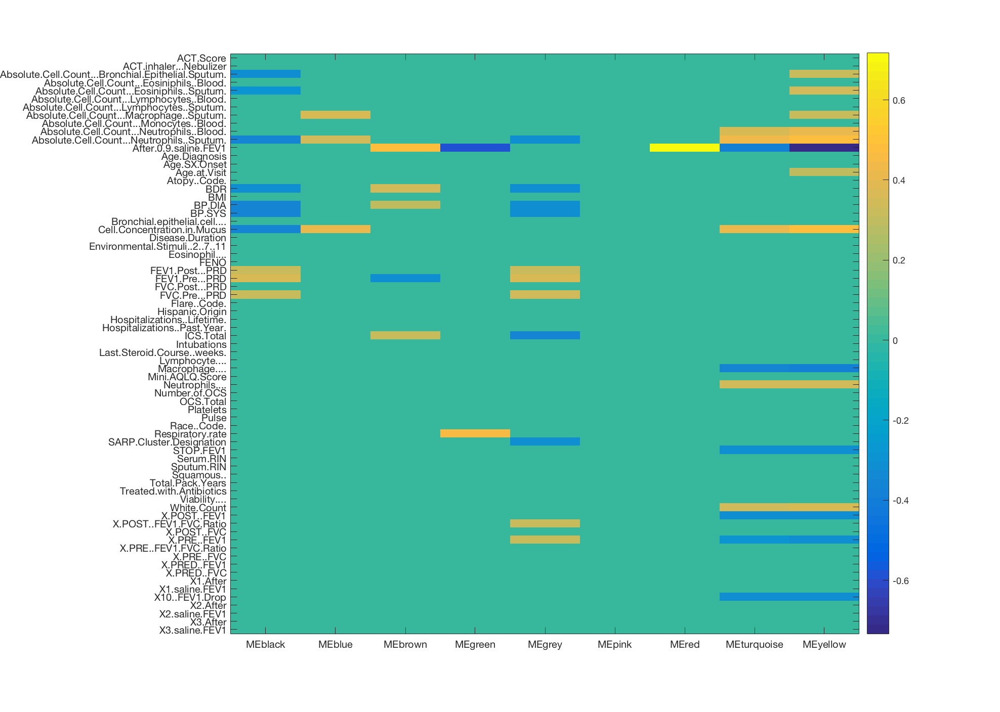 ACT.Score
ACT.inhaler...Nebulizer
Absolute.Cell.Count...Bronchial.Epithelial.Sputum.
Absolute.Cell.Count...Eosiniphils..Blood.
Absolute.Cell.Count...Eosiniphils..Sputum.
Absolute.Cell.Count...Lymphocytes..Blood.
Absolute.Cell.Count...Lymphocytes..Sputum.
Absolute.Cell.Count...Macrophage..Sputum.
Absolute.Cell.Count...Monocytes..Blood.
Absolute.Cell.Count...Neutrophils..Blood.
Absolute.Cell.Count...Neutrophils..Sputum.
After.0.9.saline.FEV1
Age.Diagnosis
Age.SX.Onset
Age.at.Visit
Atopy..Code.
BDR
BMI
BP.DIA
BP.SYS
Bronchial.epithelial.cell....
Cell.Concentration.in.Mucus
Disease.Duration
Environmental.Stimuli..2..7..11
Eosinophil....
FENO
FEV1.Post...PRD
FEV1.Pre...PRD
FVC.Post...PRD
FVC.Pre...PRD
Flare..Code.
Hispanic.Origin
Hospitalizations..Lifetime.
Hospitalizations..Past.Year.
ICS.Total
Intubations
Last.Steroid.Course..weeks.
Lymphocyte....
Macrophage....
Mini.AQLQ.Score
Neutrophils....
Number.of.OCS
OCS.Total
Platelets
Pulse
Race..Code.
Respiratory.rate
SARP.Cluster.Designation
STOP.FEV1
Serum.RIN
Sputum.RIN
Squamous..
Total.Pack.Years
Treated.with.Antibiotics
Viability....
White.Count
X.POST..FEV1
X.POST..FEV1.FVC.Ratio
X.POST..FVC
X.PRE..FEV1
X.PRE..FEV1.FVC.Ratio
X.PRE..FVC
X.PRED..FEV1
X.PRED..FVC
X1.After
X1.saline.FEV1
X10..FEV1.Drop
X2.After
X2.saline.FEV1
X3.After
X3.saline.FEV1
MEblack MEblue MEbrown MEgreen MEgrey MEpink MEred MEturquoise MEyellow
0.6
0.4
0.2
0
-0.2
-0.4
-0.6